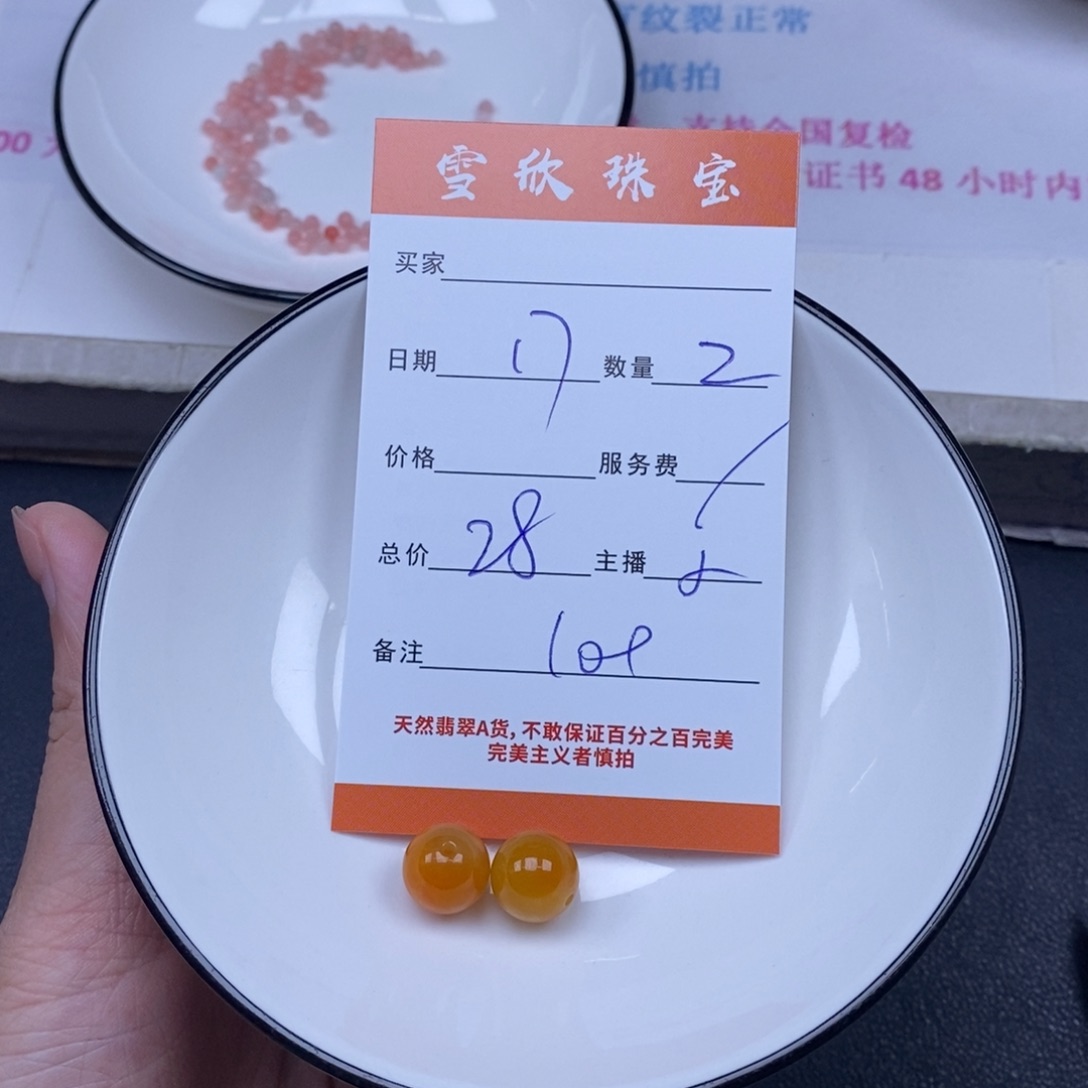 纹裂正常
慎拍
支持全国复检
证书 48 小时内
雪欣珠宝
买家
日期 17 数量 2
价格 服务费 /
总价 28 主播
备注
天然翡翠A货,不敢保证百分之百完美
完美主义者慎拍